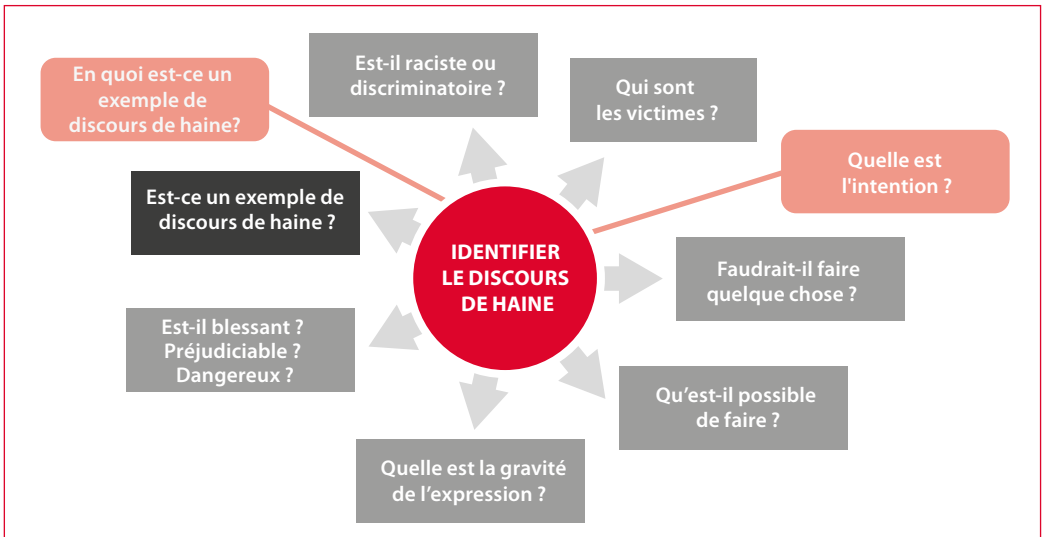 En quoi est-ce un
exemple de
discours de haine?
Est-il raciste ou
discriminatoire ?
Qui sont
les victimes ?
Quelle est
l'intention ?
Est-ce un exemple de
discours de haine ?
IDENTIFIER
LE DISCOURS
DE HAINE
Faudrait-il faire
quelque chose ?
Est-il blessant ?
Préjudiciable ?
Dangereux ?
Qu’est-il possible
de faire ?
Quelle est la gravité
de l’expression ?